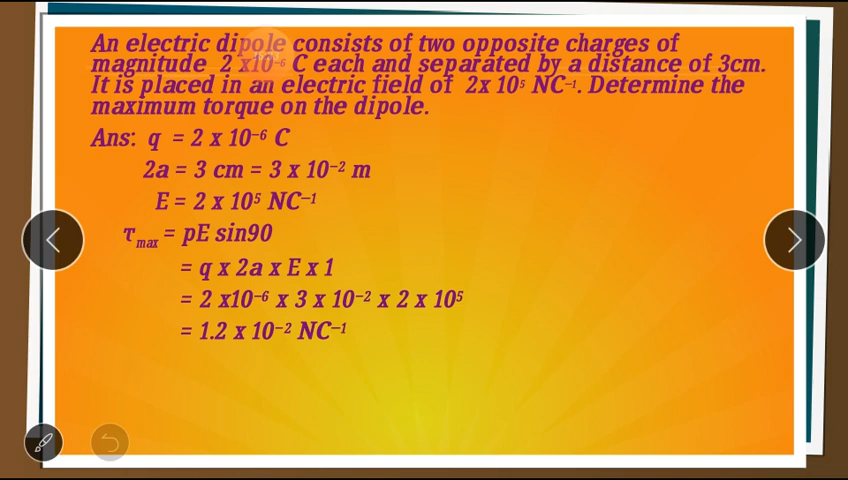 An electric dipole consists of two opposite charges of
magnitude 2 x10⁻⁶ C each and separated by a distance of 3cm.
It is placed in an electric field of 2x 10⁵ NC⁻¹. Determine the
maximum torque on the dipole.
Ans: q = 2 x 10⁻⁶ C
2a = 3 cm = 3 x 10⁻² m
E = 2 x 10⁵ NC⁻¹
τmax = pE sin90
= q x 2a x E x 1
= 2 x10⁻⁶ x 3 x 10⁻² x 2 x 10⁵
= 1.2 x 10⁻² NC⁻¹